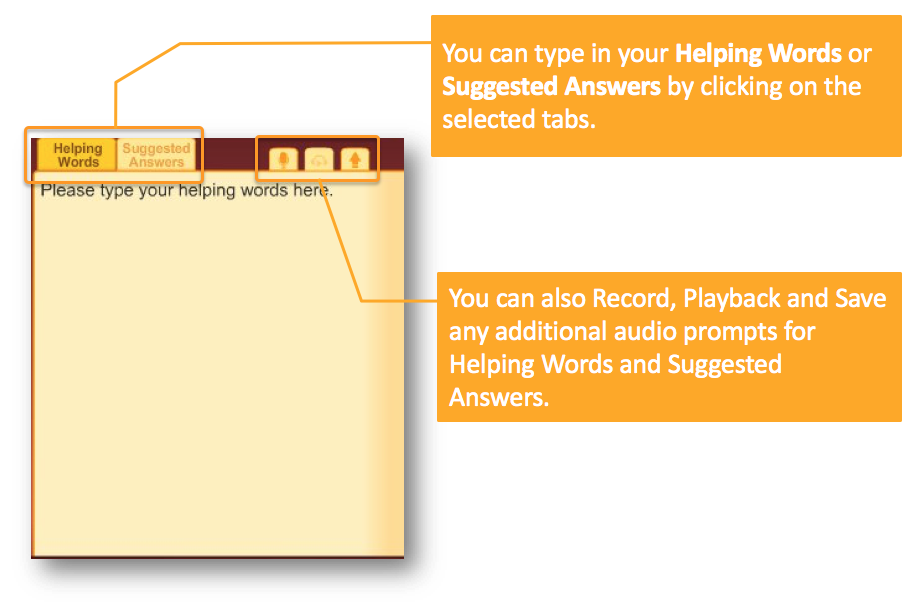 You can type in your Helping Words or
Suggested Answers by clicking on the
selected tabs.
Helping
Words
Suggested
Answers
Please type your helping words here.
You can also Record, Playback and Save
any additional audio prompts for
Helping Words and Suggested
Answers.